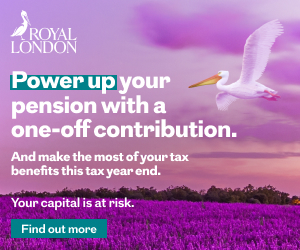 ROYAL
LONDON
Power up your
pension with a
one-off contribution.
And make the most of your tax
benefits this tax year end.
Your capital is at risk.
Find out more